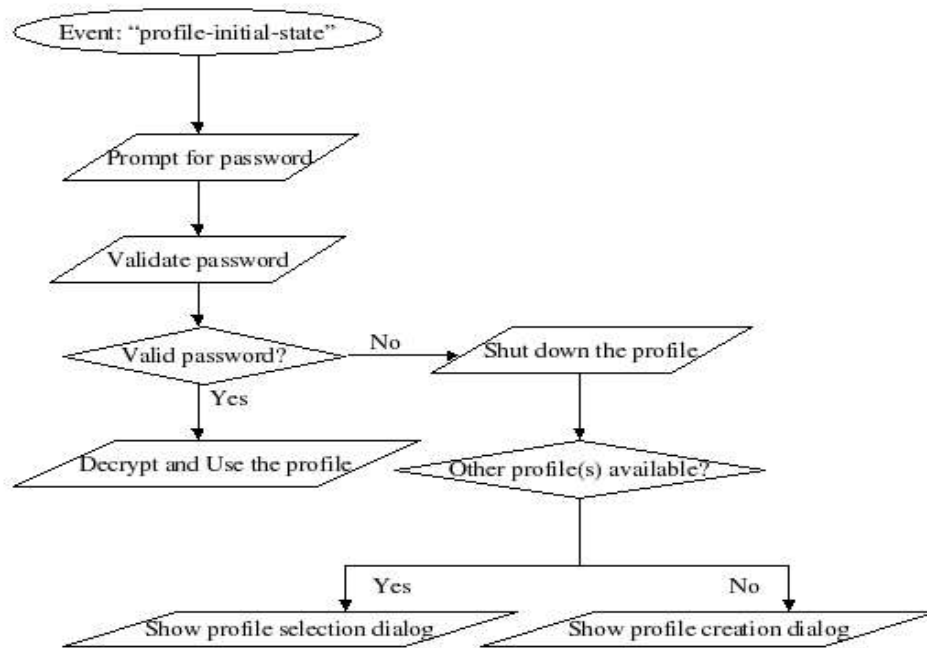 Event: “profile-initial-state”
Prompt for password
Validate password
Valid password?
No
Shut down the profile
Yes
Decrypt and Use the profile
Other profile(s) available?
Yes
No
Show profile selection dialog
Show profile creation dialog